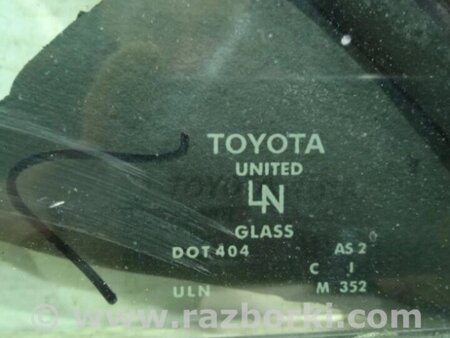 TOYOTA
UNITED
LN
GLASS
DOT 404 AS 2
C I
ULN M 352
© www.razborki.com